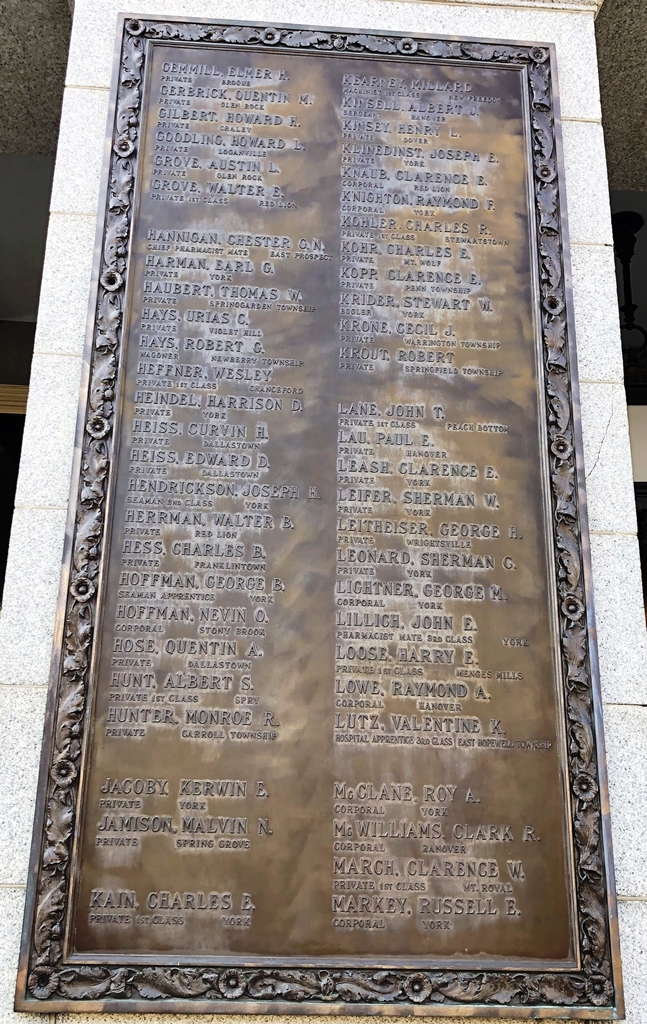 GEMMILL, ELMER H.
PRIVATE BROGUE
GERBRICK, QUENTIN M.
PRIVATE GLEN ROCK
GILBERT, HOWARD H.
PRIVATE CRALEY
GOODLING, HOWARD L.
PRIVATE LOGANVILLE
GROVE, AUSTIN L.
PRIVATE GLEN ROCK
GROVE, WALTER E.
PRIVATE 1ST CLASS RED LION
HANNIGAN, CHESTER G.N.
CHIEF PHARMACIST MATE EAST PROSPECT
HARMAN, EARL G.
PRIVATE YORK
HAUBERT, THOMAS W.
PRIVATE SPRINGGARDEN TOWNSHIP
HAYS, URIAS C.
PRIVATE VIOLET HILL
HAYS, ROBERT G.
WAGONER NEWBERRY TOWNSHIP
HEFFNER, WESLEY
PRIVATE 1ST CLASS CHANCEFORD
HEINDEL, HARRISON D.
PRIVATE YORK
HEISS, CURVIN H.
PRIVATE DALLASTOWN
HEISS, EDWARD D.
PRIVATE DALLASTOWN
HENDRICKSON, JOSEPH H.
SEAMAN 2ND CLASS YORK
HERRMAN, WALTER B.
PRIVATE RED LION
HESS, CHARLES B.
PRIVATE FRANKLINTOWN
HOFFMAN, GEORGE B.
SEAMAN APPRENTICE YORK
HOFFMAN, NEVIN O.
CORPORAL STONY BROOK
HOSE, QUENTIN A.
PRIVATE DALLASTOWN
HUNT, ALBERT S.
PRIVATE 1ST CLASS SPRY
HUNTER, MONROE R.
PRIVATE CARROLL TOWNSHIP
JACOBY, KERWIN E.
PRIVATE YORK
JAMISON, MALVIN N.
PRIVATE SPRING GROVE
KAIN, CHARLES E.
PRIVATE 1ST CLASS YORK
KEARNEY, MILLARD
MACHINIST 1ST CLASS NEW FREEDOM
KINSELL, ALBERT J.
SERGEANT HANOVER
KINSEY, HENRY L.
PRIVATE DOVER
KLINEDINST, JOSEPH E.
PRIVATE YORK
KNAUB, CLARENCE E.
CORPORAL RED LION
KNIGHTON, RAYMOND F.
CORPORAL YORK
KOHLER, CHARLES R.
PRIVATE 1ST CLASS STEWARTSTOWN
KOHR, CHARLES E.
PRIVATE MT. WOLF
KOPP, CLARENCE E.
PRIVATE PENN TOWNSHIP
KRIDER, STEWART W.
BUGLER YORK
KRONE, CECIL J.
PRIVATE WARRINGTON TOWNSHIP
KROUT, ROBERT
PRIVATE SPRINGFIELD TOWNSHIP
LANE, JOHN T.
PRIVATE 1ST CLASS PEACH BOTTOM
LAU, PAUL E.
PRIVATE HANOVER
LEASH, CLARENCE E.
PRIVATE YORK
LEIFER, SHERMAN W.
PRIVATE YORK
LEITHEISER, GEORGE H.
PRIVATE WRIGHTSVILLE
LEONARD, SHERMAN C.
PRIVATE YORK
LIGHTNER, GEORGE M.
CORPORAL YORK
LILLICH, JOHN E.
PHARMACIST MATE, 3RD CLASS YORK
LOOSE, HARRY E.
PRIVATE 1ST CLASS MENGES MILLS
LOWE, RAYMOND A.
CORPORAL HANOVER
LUTZ, VALENTINE K.
HOSPITAL APPRENTICE 3RD CLASS EAST HOPEWELL TOWNSHIP
McCLANE, ROY A.
CORPORAL YORK
McWILLIAMS, CLARK R.
CORPORAL HANOVER
MARCH, CLARENCE W.
PRIVATE 1ST CLASS MT. ROYAL
MARKEY, RUSSELL E.
CORPORAL YORK